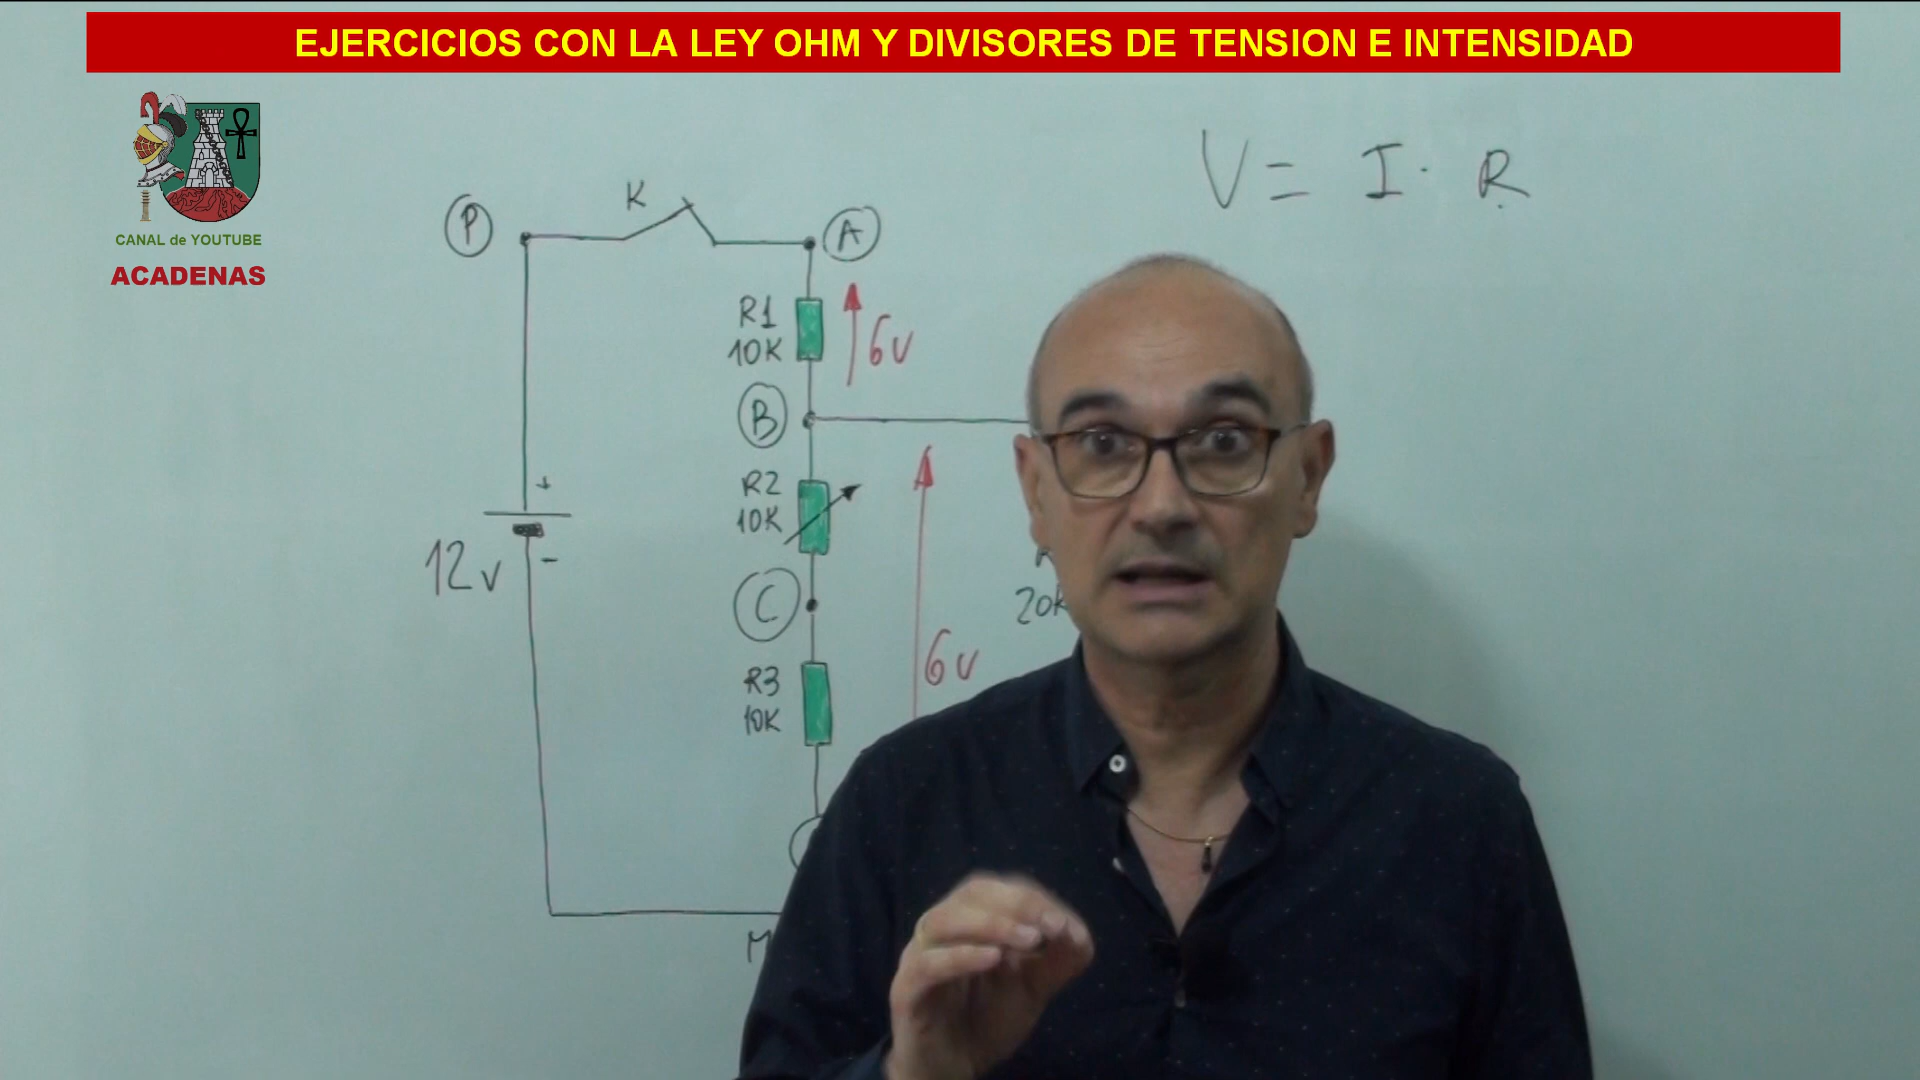 EJERCICIOS CON LA LEY OHM Y DIVISORES DE TENSION E INTENSIDAD
CANAL de YOUTUBE
ACADENAS
V = I · R
P
K
A
R1
10K
6v
B
R2
10K
+
12v
-
C
20K
6v
R3
10K
M